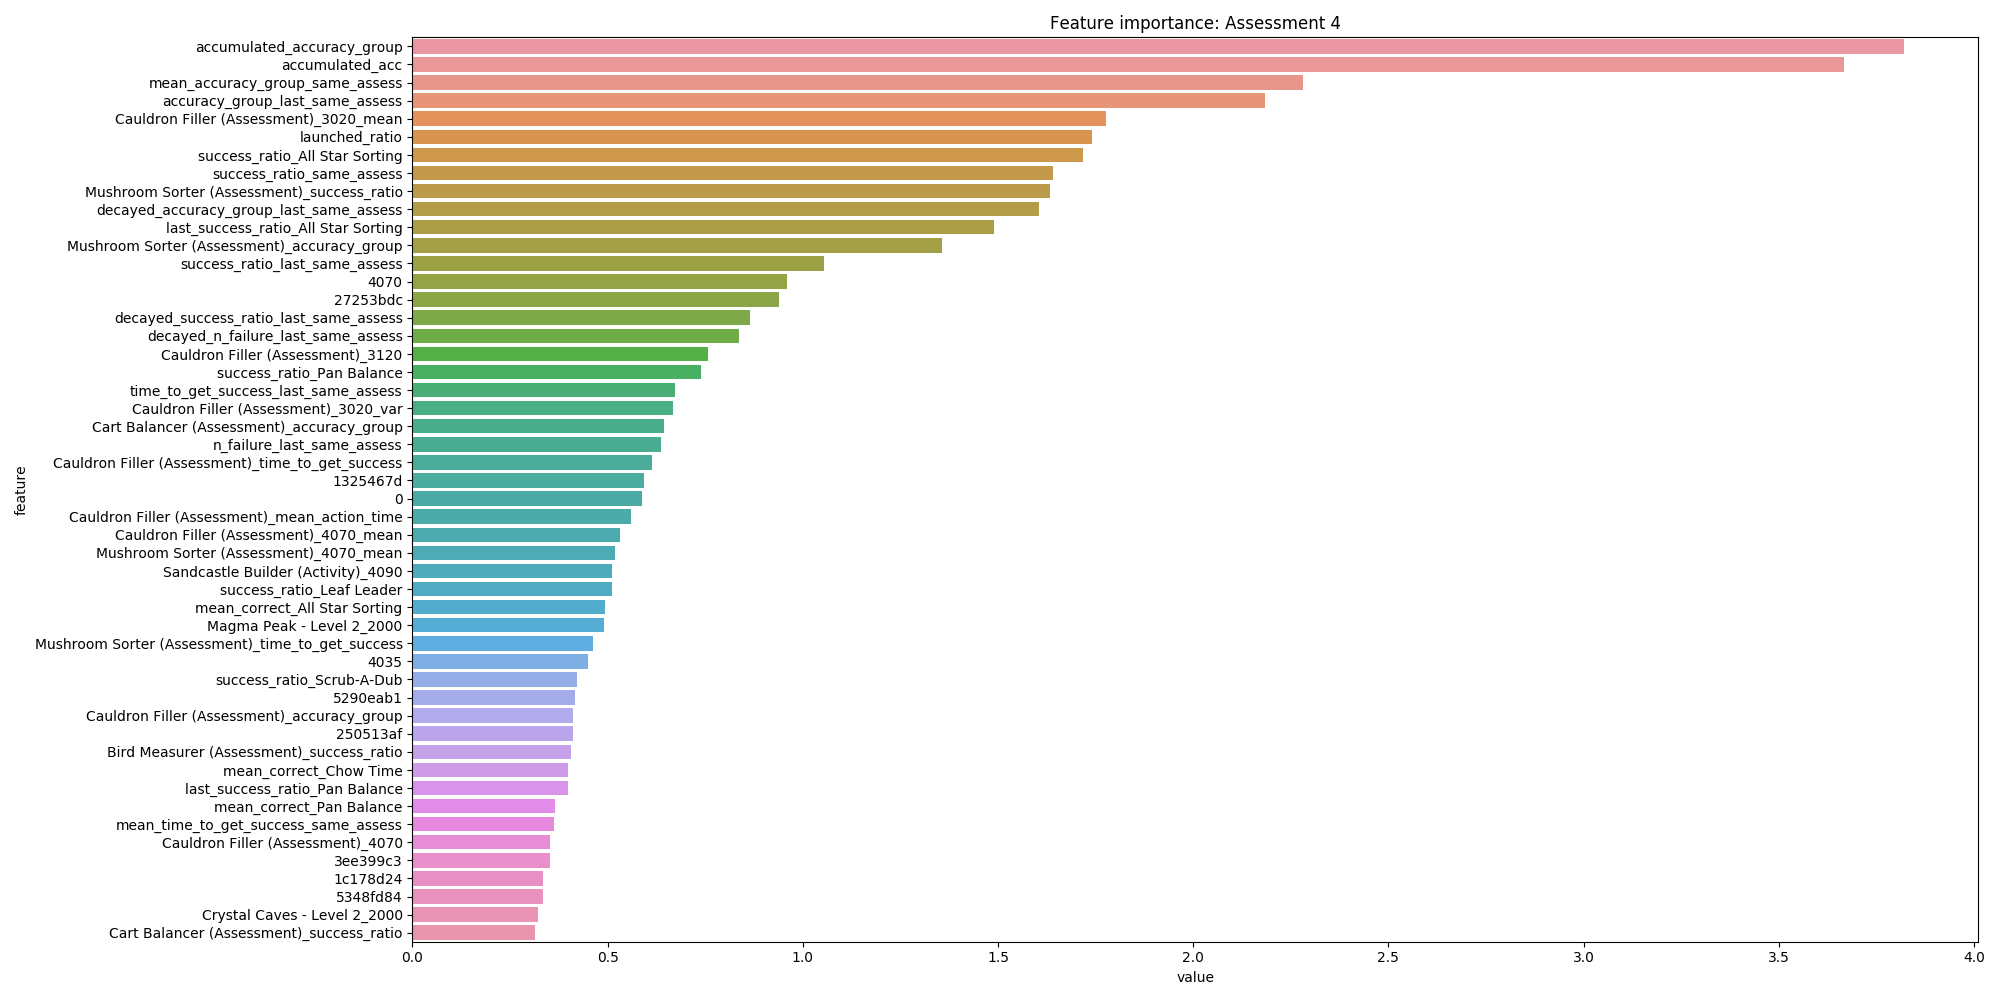 Feature importance: Assessment 4
accumulated_accuracy_group
accumulated_acc
mean_accuracy_group_same_assess
accuracy_group_last_same_assess
Cauldron Filler (Assessment)_3020_mean
launched_ratio
success_ratio_All Star Sorting
success_ratio_same_assess
Mushroom Sorter (Assessment)_success_ratio
decayed_accuracy_group_last_same_assess
last_success_ratio_All Star Sorting
Mushroom Sorter (Assessment)_accuracy_group
success_ratio_last_same_assess
4070
27253bdc
decayed_success_ratio_last_same_assess
decayed_n_failure_last_same_assess
Cauldron Filler (Assessment)_3120
success_ratio_Pan Balance
time_to_get_success_last_same_assess
Cauldron Filler (Assessment)_3020_var
Cart Balancer (Assessment)_accuracy_group
n_failure_last_same_assess
Cauldron Filler (Assessment)_time_to_get_success
1325467d
0
Cauldron Filler (Assessment)_mean_action_time
Cauldron Filler (Assessment)_4070_mean
Mushroom Sorter (Assessment)_4070_mean
Sandcastle Builder (Activity)_4090
success_ratio_Leaf Leader
mean_correct_All Star Sorting
Magma Peak - Level 2_2000
Mushroom Sorter (Assessment)_time_to_get_success
4035
success_ratio_Scrub-A-Dub
5290eab1
Cauldron Filler (Assessment)_accuracy_group
250513af
Bird Measurer (Assessment)_success_ratio
mean_correct_Chow Time
last_success_ratio_Pan Balance
mean_correct_Pan Balance
mean_time_to_get_success_same_assess
Cauldron Filler (Assessment)_4070
3ee399c3
1c178d24
5348fd84
Crystal Caves - Level 2_2000
Cart Balancer (Assessment)_success_ratio
feature
0.0 0.5 1.0 1.5 2.0 2.5 3.0 3.5 4.0
value